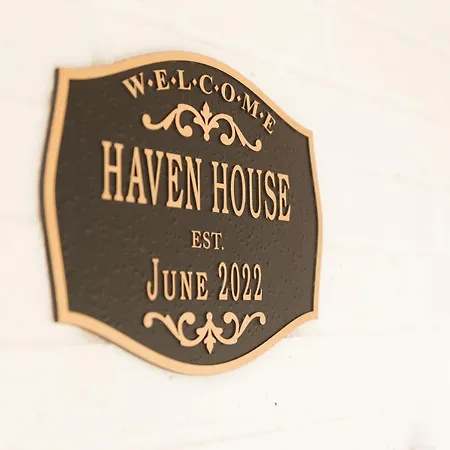 W·E·L·C·O·M·E
HAVEN HOUSE
EST.
JUNE 2022